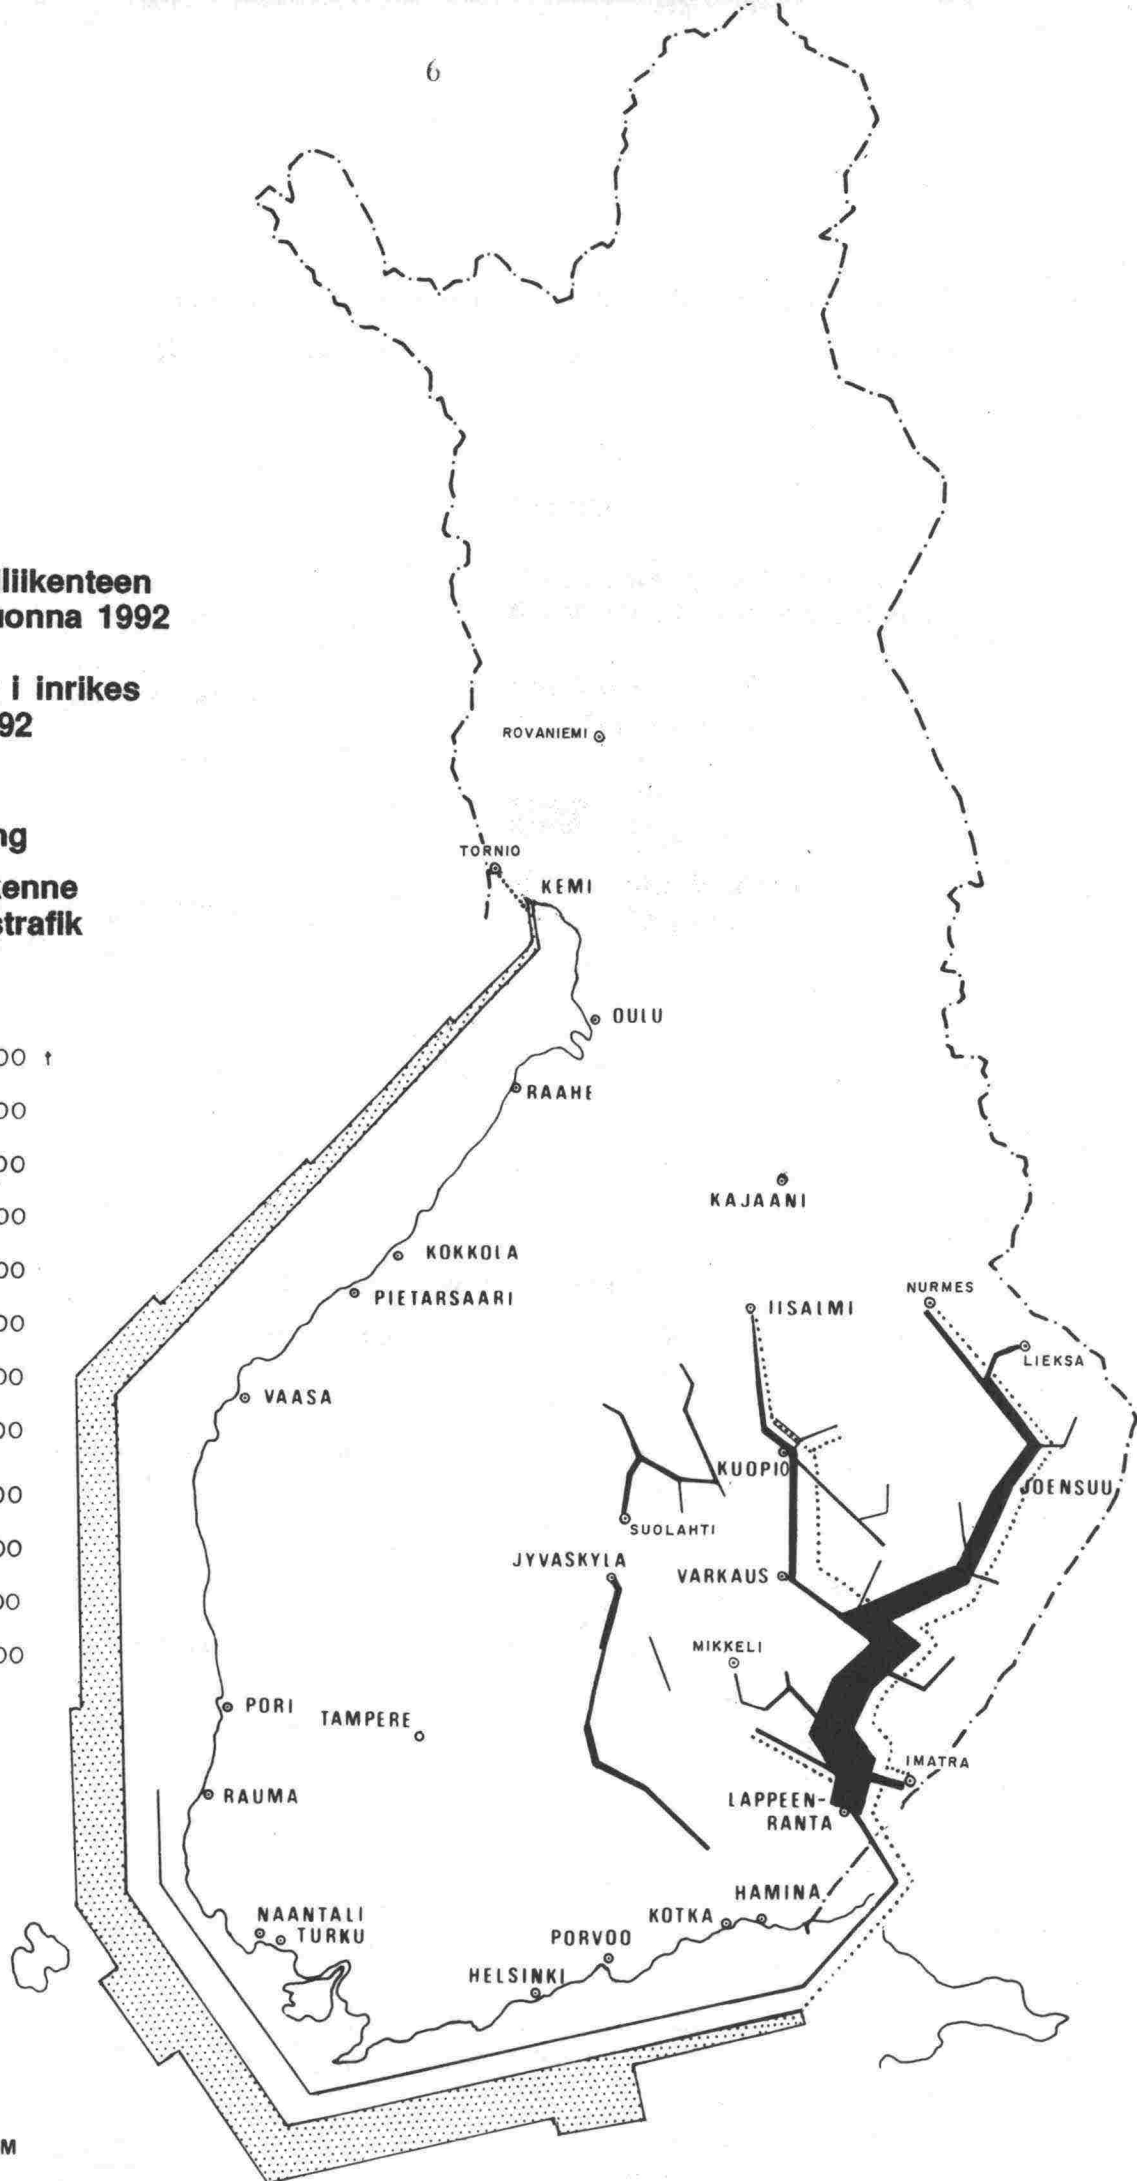 6
liikenteen
uonna 1992
i inrikes
92
ng
kenne
strafik
ROVANIEMI
TORNIO
KEMI
OULU
00 t
RAAHE
00
00
KAJAANI
00
KOKKOLA
00
NURMES
PIETARSAARI
IISALMI
00
LIEKSA
00
VAASA
00
KUOPIO
JOENSUU
00
SUOLAHTI
00
JYVASKYLA
VARKAUS
00
MIKKELI
00
PORI
TAMPERE
IMATRA
RAUMA
LAPPEEN-
RANTA
HAMINA
NAANTALI
KOTKA
TURKU
PORVOO
HELSINKI
M